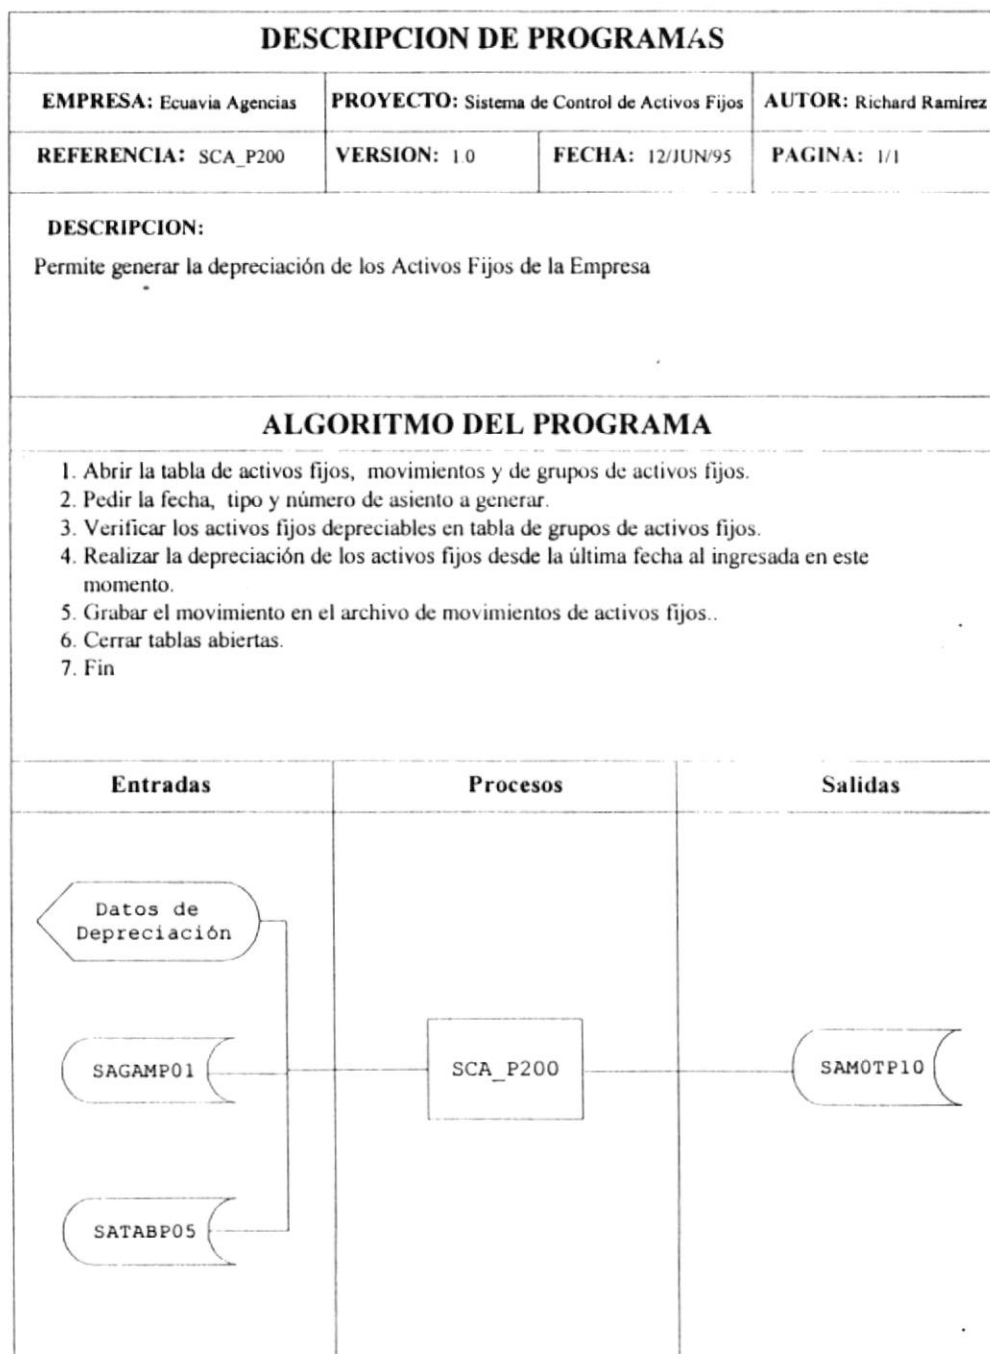 DESCRIPCION DE PROGRAMAS
EMPRESA: Ecuavia Agencias PROYECTO: Sistema de Control de Activos Fijos AUTOR: Richard Ramírez
REFERENCIA: SCA_P200 VERSION: 1.0 FECHA: 12/JUN/95 PAGINA: 1/1
DESCRIPCION:
Permite generar la depreciación de los Activos Fijos de la Empresa
ALGORITMO DEL PROGRAMA
1. Abrir la tabla de activos fijos, movimientos y de grupos de activos fijos.
2. Pedir la fecha, tipo y número de asiento a generar.
3. Verificar los activos fijos depreciables en tabla de grupos de activos fijos.
4. Realizar la depreciación de los activos fijos desde la última fecha al ingresada en este
momento.
5. Grabar el movimiento en el archivo de movimientos de activos fijos..
6. Cerrar tablas abiertas.
7. Fin
Entradas Procesos Salidas
Datos de
Depreciación
SAGAMP01 SCA_P200 SAMOTP10
SATABP05